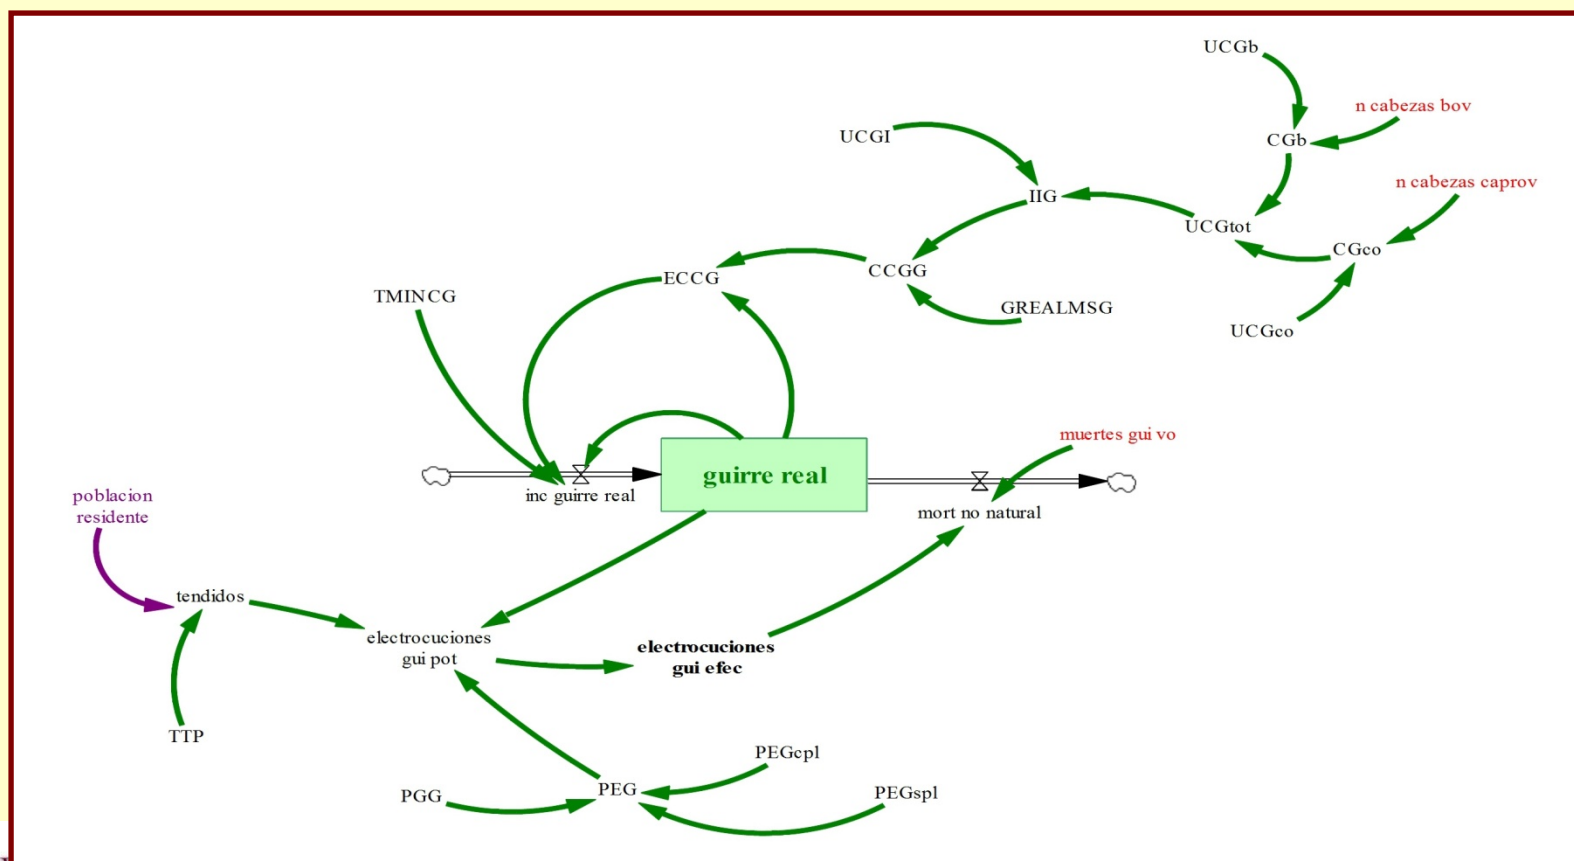 UCGb
n cabezas bov
UCGI
CGb
n cabezas caprov
IIG
UCGtot
CGco
CCGG
ECCG
TMINCG
GREALMSG
UCGco
muertes gui vo
guirre real
inc guirre real
mort no natural
poblacion
residente
tendidos
electrocuciones
gui pot
electrocuciones
gui efec
TTP
PEGcpl
PEG
PGG
PEGspl